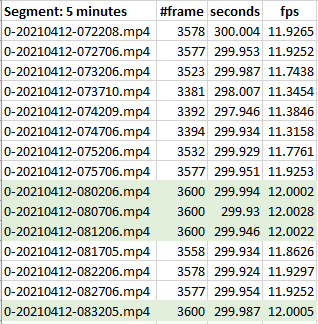 Segment: 5 minutes #frame seconds fps
0-20210412-072208.mp4 3578 300.004 11.9265
0-20210412-072706.mp4 3577 299.953 11.9252
0-20210412-073206.mp4 3523 299.987 11.7438
0-20210412-073710.mp4 3381 298.007 11.3454
0-20210412-074209.mp4 3392 297.946 11.3846
0-20210412-074706.mp4 3394 299.934 11.3158
0-20210412-075206.mp4 3532 299.929 11.7761
0-20210412-075706.mp4 3577 299.951 11.9253
0-20210412-080206.mp4 3600 299.994 12.0002
0-20210412-080706.mp4 3600 299.93 12.0028
0-20210412-081206.mp4 3600 299.946 12.0022
0-20210412-081705.mp4 3558 299.934 11.8626
0-20210412-082206.mp4 3578 299.924 11.9297
0-20210412-082706.mp4 3577 299.954 11.9252
0-20210412-083205.mp4 3600 299.987 12.0005